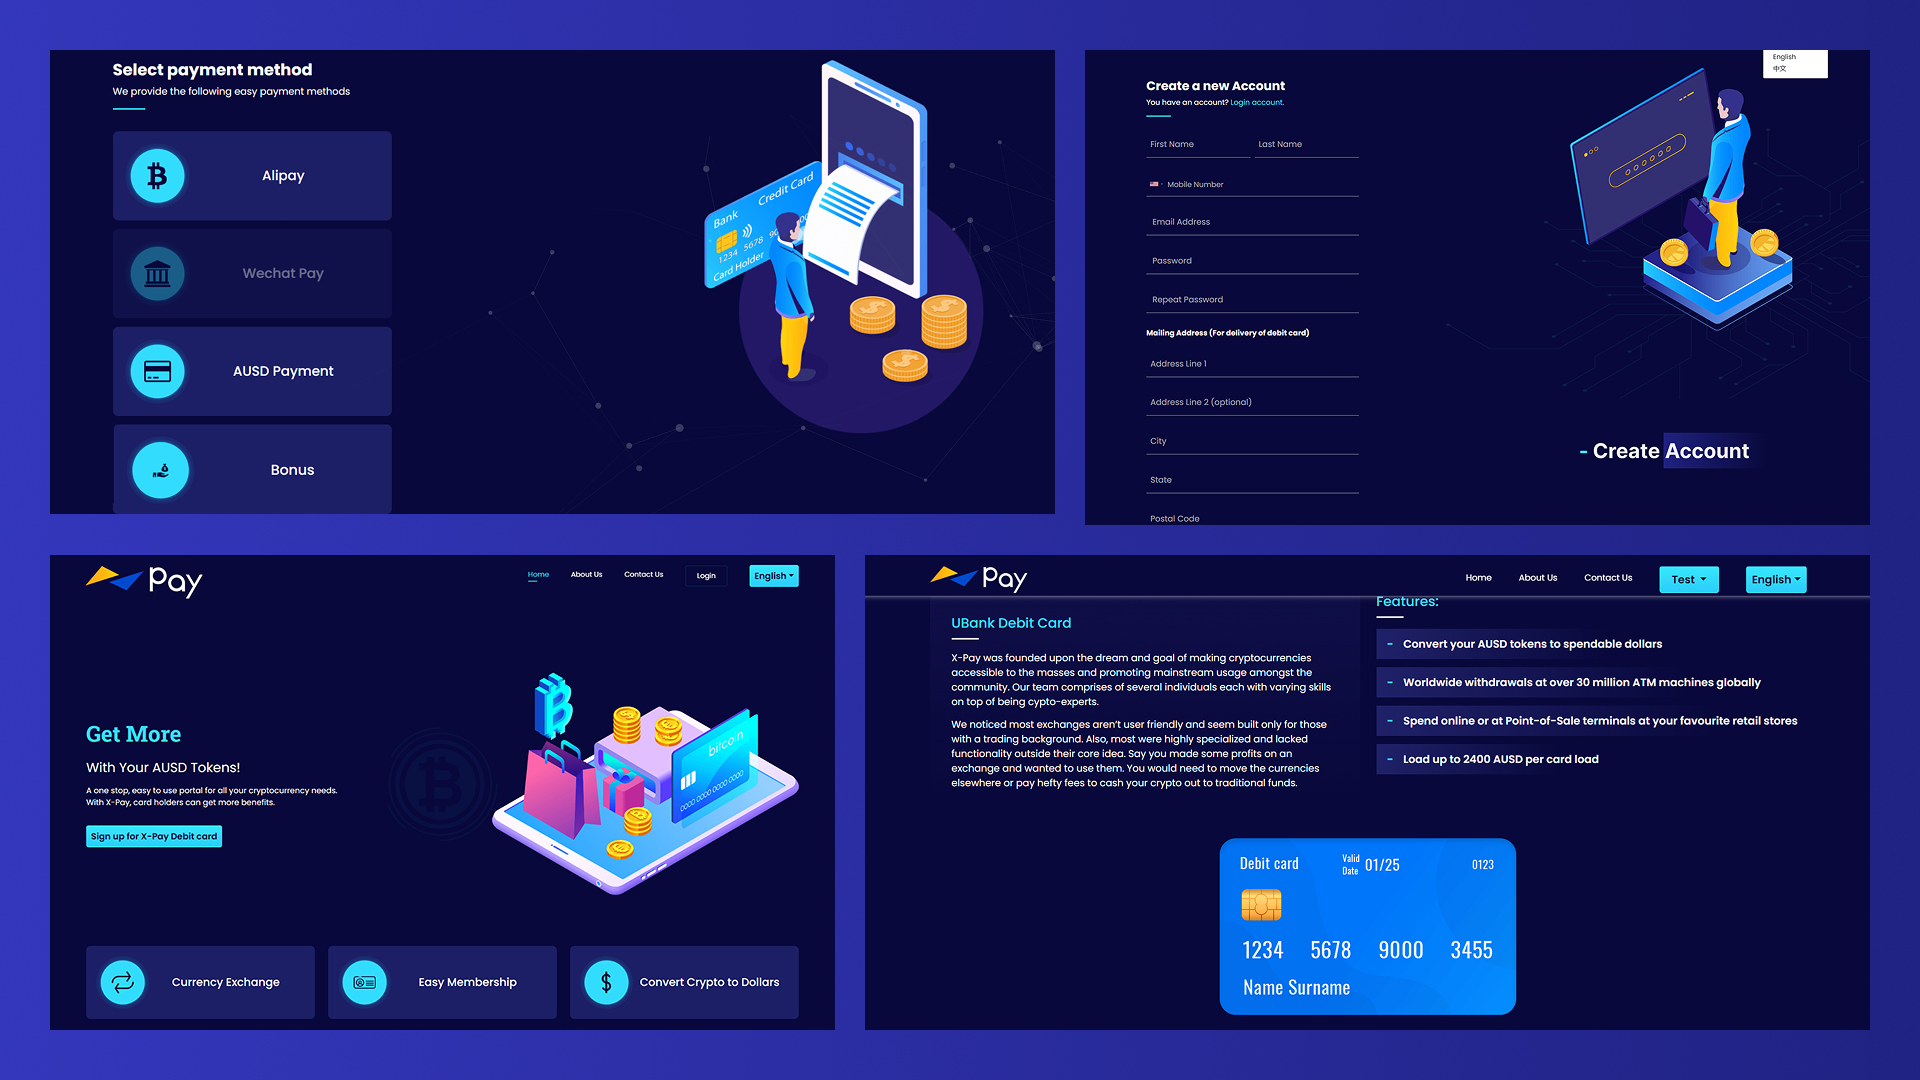 Select payment method
We provide the following easy payment methods
Alipay
Wechat Pay
AUSD Payment
Bonus
Bank
Credit Card
1234 5678
Card Holder
English
中文
Create a new Account
You have an account? Login account.
First Name
Last Name
Mobile Number
Email Address
Password
Repeat Password
Mailing Address (For delivery of debit card)
Address Line 1
Address Line 2 (optional)
City
State
Postal Code
- Create Account
Pay
Home
About Us
Contact Us
Login
English
Get More
With Your AUSD Tokens!
A one stop, easy to use portal for all your cryptocurrency needs.
With X-Pay, card holders can get more benefits.
Sign up for X-Pay Debit card
bitcoin
0000 0000 0000 0000
Currency Exchange
Easy Membership
Convert Crypto to Dollars
Pay
Home
About Us
Contact Us
Test
English
UBank Debit Card
X-Pay was founded upon the dream and goal of making cryptocurrencies
accessible to the masses and promoting mainstream usage amongst the
community. Our team comprises of several individuals each with varying skills
on top of being cypto-experts.
We noticed most exchanges aren't user friendly and seem built only for those
with a trading background. Also, most were highly specialized and lacked
functionality outside their core idea. Say you made some profits on an
exchange and wanted to use them. You would need to move the currencies
elsewhere or pay hefty fees to cash your crypto out to traditional funds.
Features:
- Convert your AUSD tokens to spendable dollars
- Worldwide withdrawals at over 30 million ATM machines globally
- Spend online or at Point-of-Sale terminals at your favourite retail stores
- Load up to 2400 AUSD per card load
Debit card
Valid
Date
01/25
0123
1234 5678 9000 3455
Name Surname